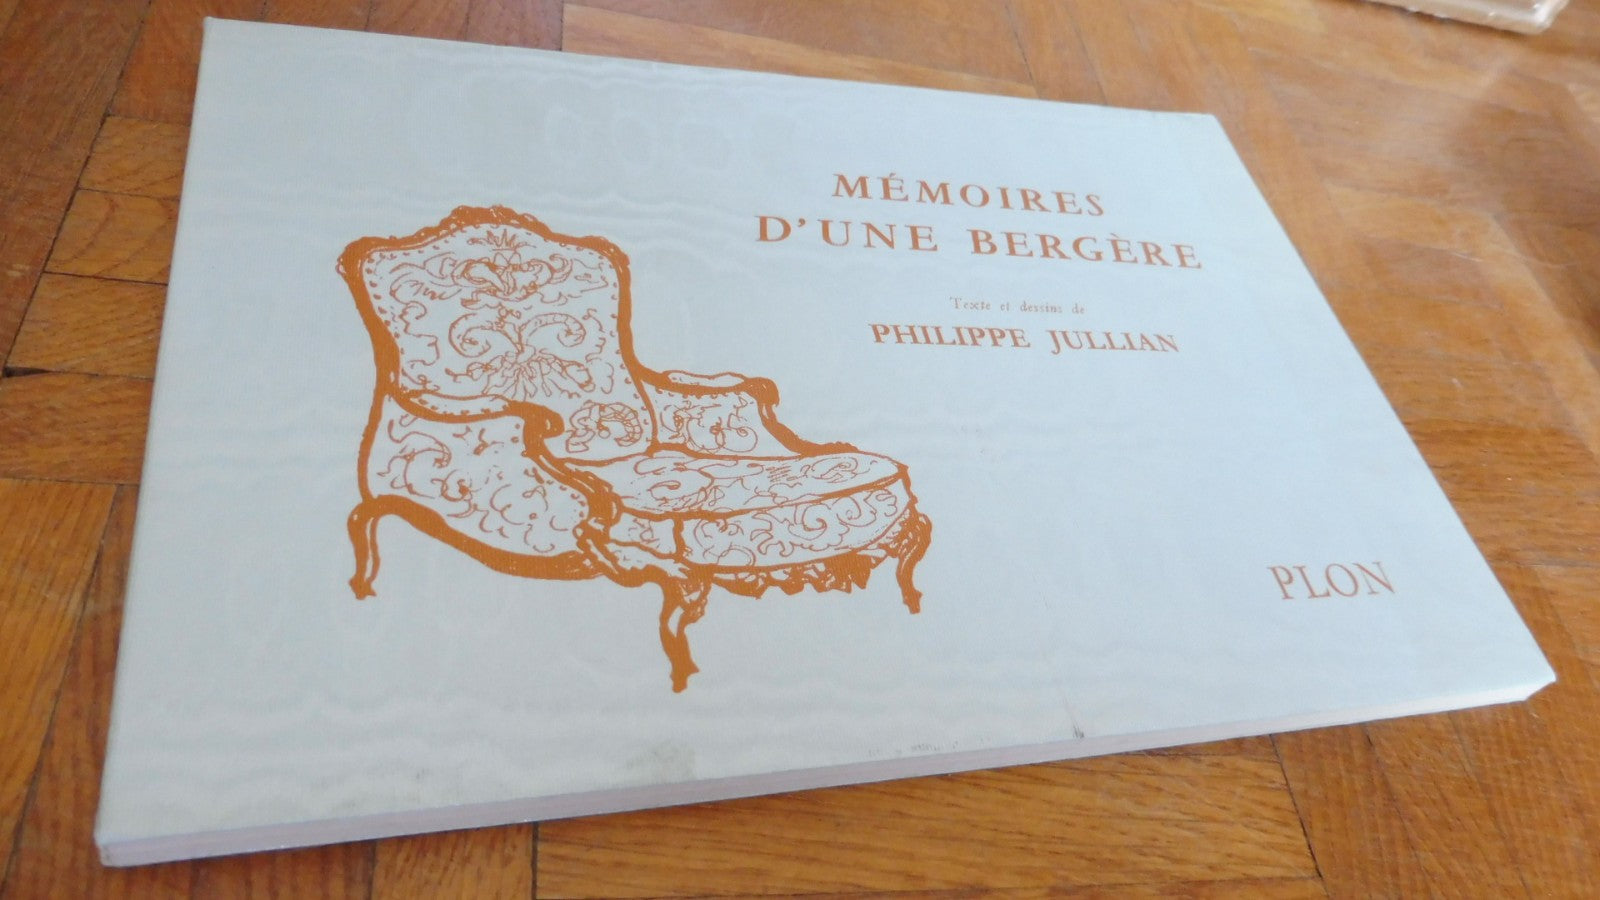 MÉMOIRES
D'UNE BERGÈRE
Texte et dessins de
PHILIPPE JULLIAN
PLON